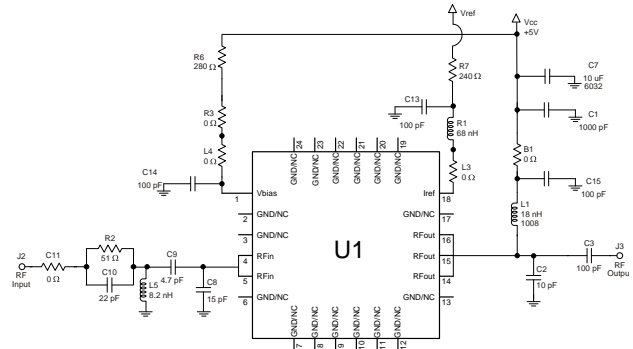 Vref
Vcc
+5V
R6
280 Ω
R7
240 Ω
C7
10 uF
6032
C13
100 pF
C1
1000 pF
R3
0 Ω
R1
68 nH
B1
0 Ω
L4
0 Ω
24
23
22
21
20
19
GND/NC
GND/NC
GND/NC
GND/NC
GND/NC
GND/NC
L3
0 Ω
C14
100 pF
C15
100 pF
1
Vbias
Iref
18
L1
18 nH
1008
2
GND/NC
GND/NC
17
3
GND/NC
RFout
16
U1
R2
51 Ω
C10
22 pF
J2
RF
Input
C11
0 Ω
L5
8.2 nH
C9
4.7 pF
C8
15 pF
4
RFin
RFout
15
5
RFin
RFout
14
6
GND/NC
GND/NC
13
C2
10 pF
C3
100 pF
J3
RF
Output
GND/NC
GND/NC
GND/NC
GND/NC
GND/NC
GND/NC
7
8
9
10
11
12